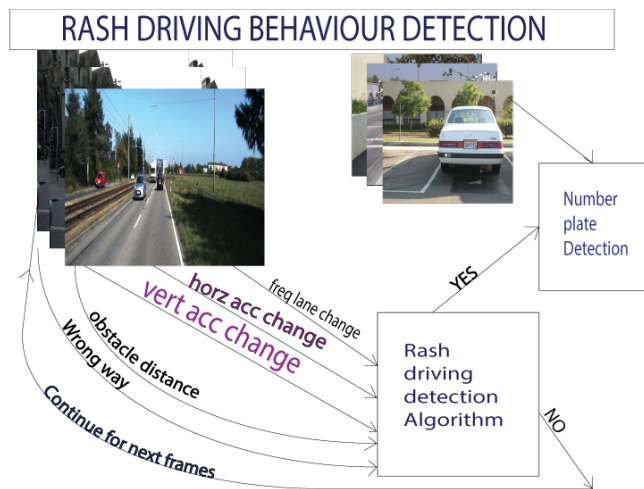 RASH DRIVING BEHAVIOUR DETECTION
Number
plate
Detection
YES
freq lane change
horz acc change
vert acc change
obstacle distance
Wrong way
Continue for next frames
Rash
driving
detection
Algorithm
NO